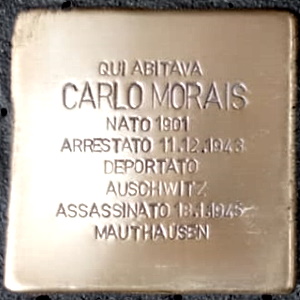 QUI ABITAVA
CARLO MORAIS
NATO 1901
ARRESTATO 11.12.1943
DEPORTATO
AUSCHWITZ
ASSASSINATO 18.1.1945
MAUTHAUSEN